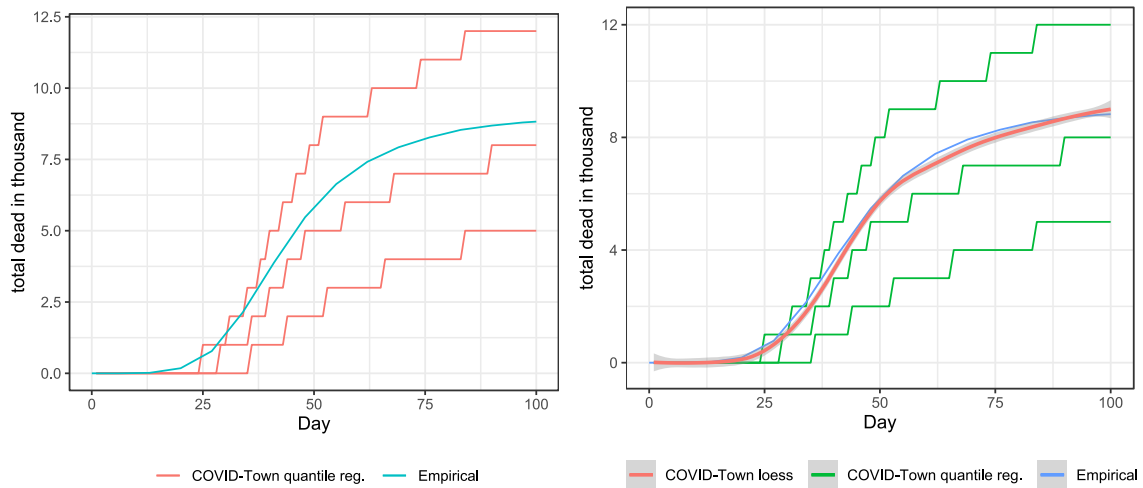 12.5
10.0
7.5
5.0
2.5
0.0
total dead in thousand
0
25
50
75
100
Day
COVID-Town quantile reg.
Empirical
12
8
4
0
total dead in thousand
0
25
50
75
100
Day
COVID-Town loess
COVID-Town quantile reg.
Empirical